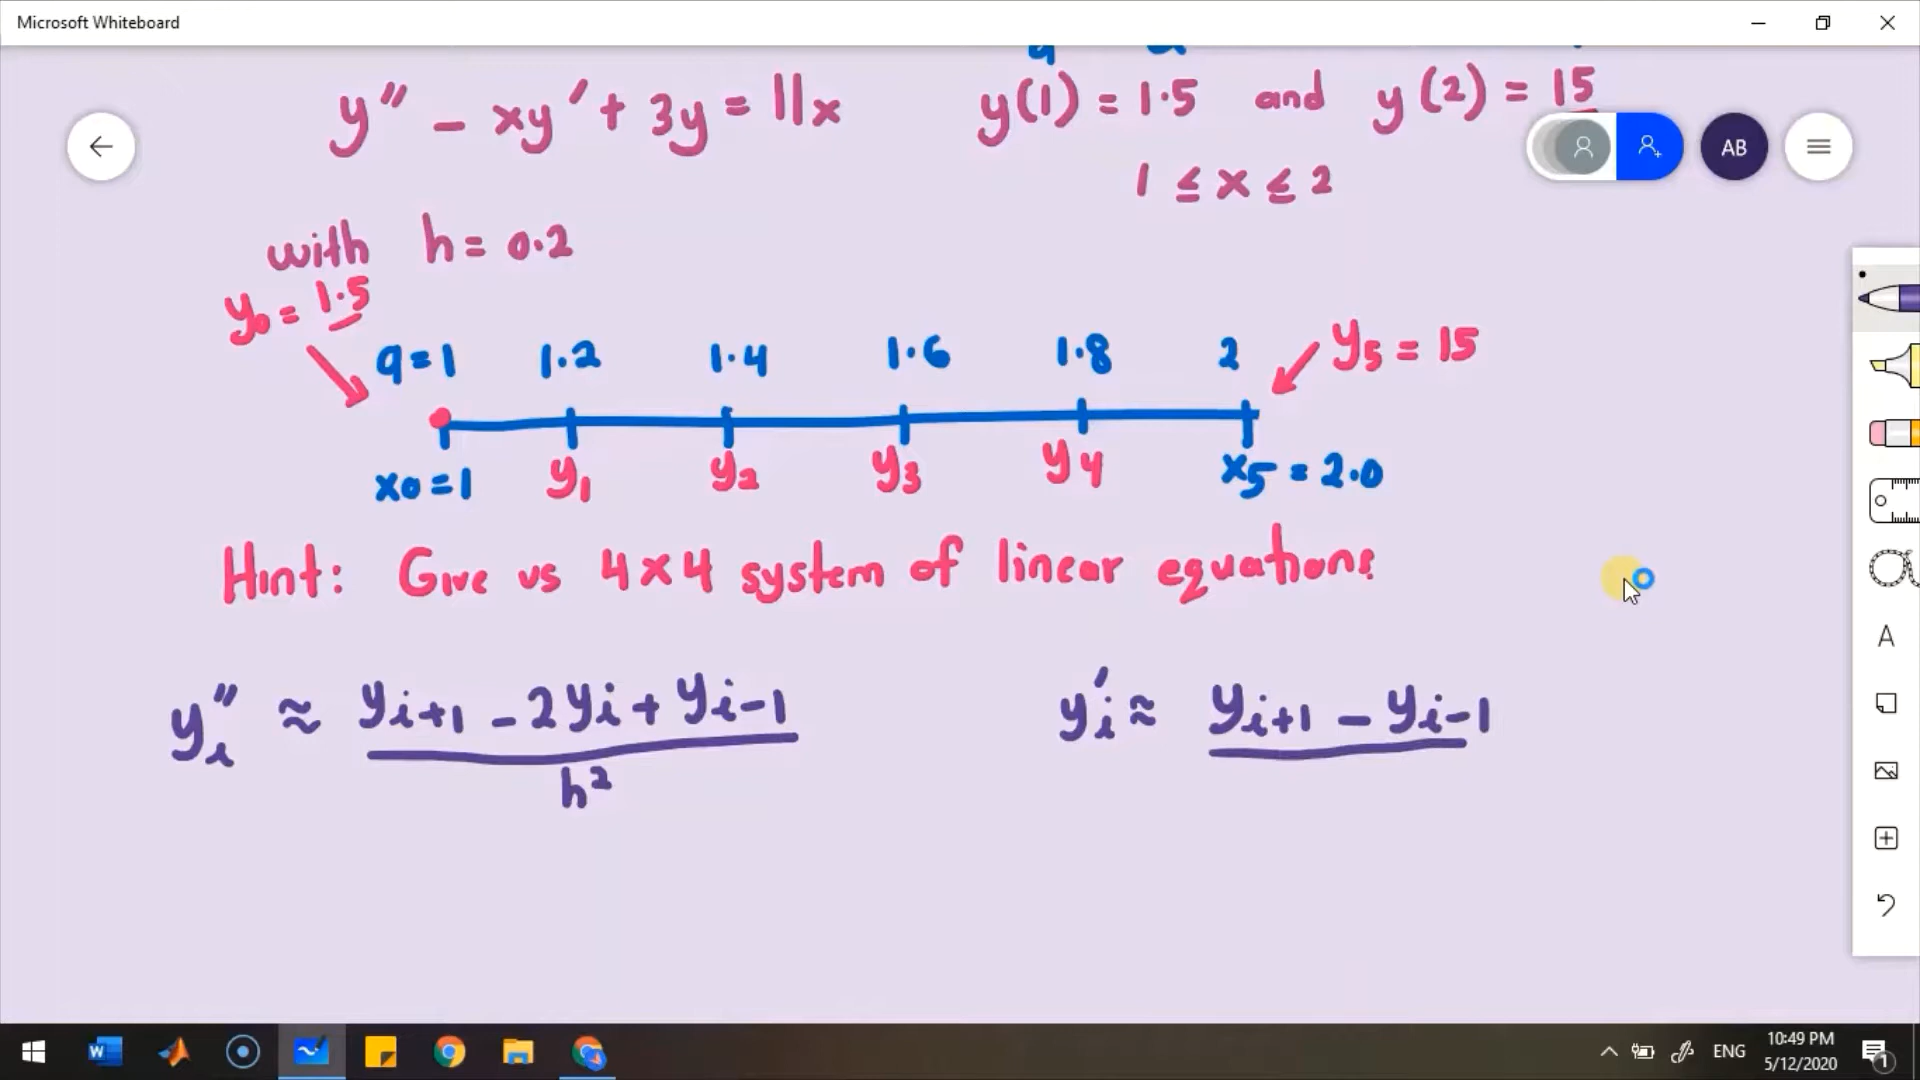 Microsoft Whiteboard
y'' - xy' + 3y = 11x y(1) = 1.5 and y(2) = 15
1 ≤ x ≤ 2
with h = 0.2
y0 = 1.5
a=1 1.2 1.4 1.6 1.8 2 y5 = 15
x0=1 y1 y2 y3 y4 x5 = 2.0
Hint: Give us 4x4 system of linear equations
yi'' ≈ yi+1 - 2yi + yi-1 yi' ≈ yi+1 - yi-1
h²
AB
A
ENG
10:49 PM
5/12/2020
1